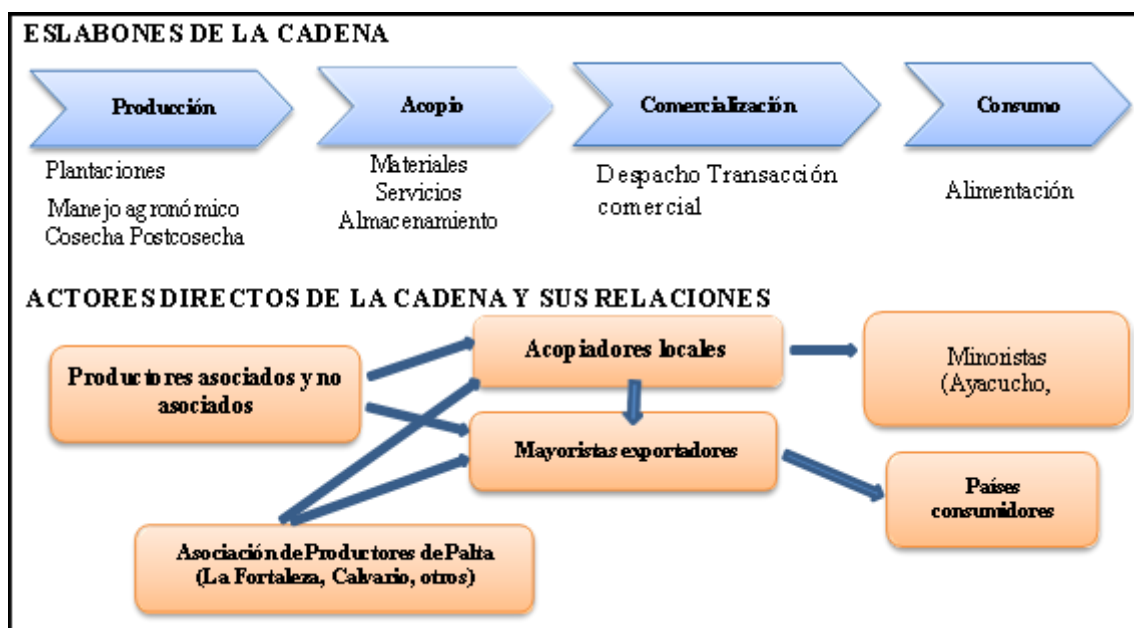 ESLABONES DE LA CADENA
Producción
Acopio
Comercialización
Consumo
Plantaciones
Manejo agronómico
Cosecha Postcosecha
Materiales
Servicios
Almacenamiento
Despacho Transacción
comercial
Alimentación
ACTORES DIRECTOS DE LA CADENA Y SUS RELACIONES
Productores asociados y no
asociados
Acopiadores locales
Minoristas
(Ayacucho,
Mayoristas exportadores
Países
consumidores
Asociación de Productores de Palta
(La Fortaleza, Calvario, otros)